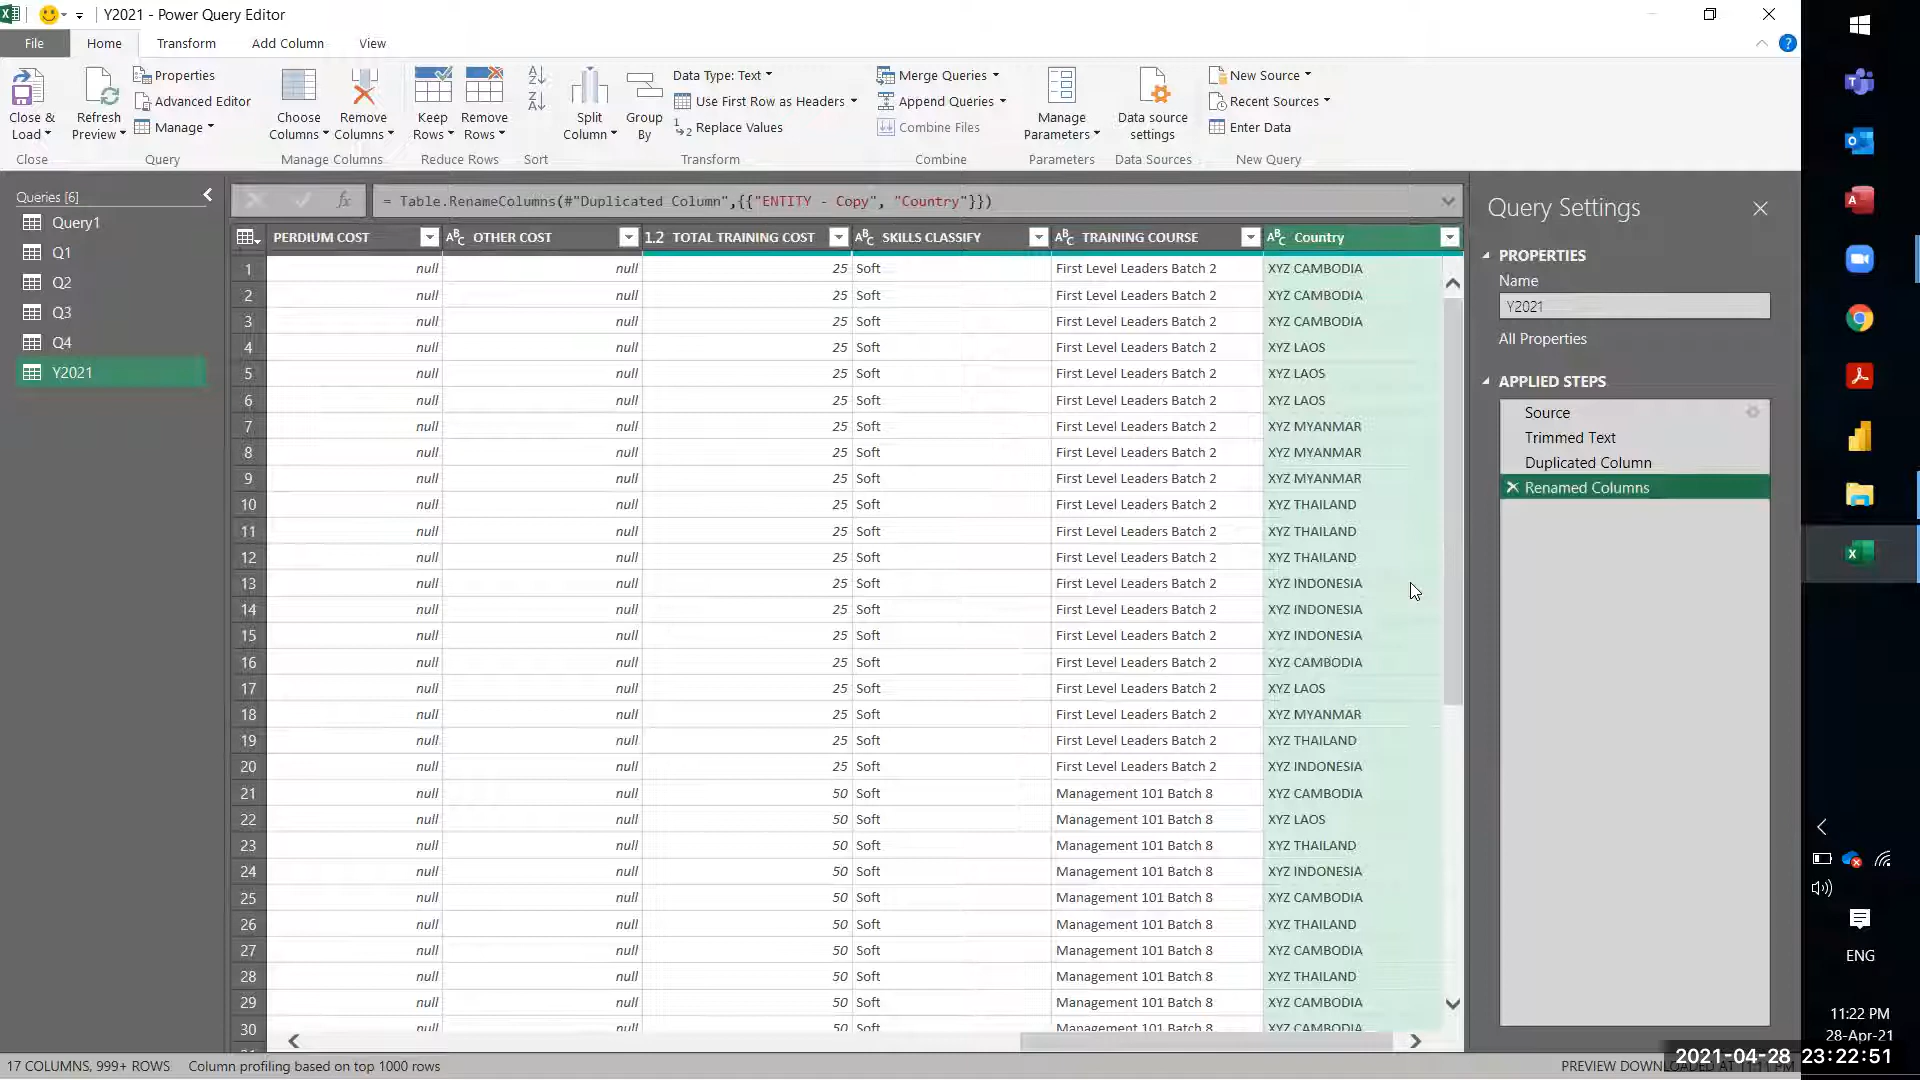 Y2021 - Power Query Editor
File Home Transform Add Column View
Close & Load
Refresh Preview
Properties
Advanced Editor
Manage
Choose Columns
Remove Columns
Keep Rows
Remove Rows
Split Column
Group By
Data Type: Text
Use First Row as Headers
Replace Values
Merge Queries
Append Queries
Combine Files
Manage Parameters
Data source settings
New Source
Recent Sources
Enter Data
Close Query Manage Columns Reduce Rows Sort Transform Combine Parameters Data Sources New Query
Queries [6]
Query1
Q1
Q2
Q3
Q4
Y2021
fx = Table.RenameColumns(#"Duplicated Column",{{"ENTITY - Copy", "Country"}})
PERDIUM COST ABC OTHER COST 1.2 TOTAL TRAINING COST ABC SKILLS CLASSIFY ABC TRAINING COURSE ABC Country
1 null null 25 Soft First Level Leaders Batch 2 XYZ CAMBODIA
2 null null 25 Soft First Level Leaders Batch 2 XYZ CAMBODIA
3 null null 25 Soft First Level Leaders Batch 2 XYZ CAMBODIA
4 null null 25 Soft First Level Leaders Batch 2 XYZ LAOS
5 null null 25 Soft First Level Leaders Batch 2 XYZ LAOS
6 null null 25 Soft First Level Leaders Batch 2 XYZ LAOS
7 null null 25 Soft First Level Leaders Batch 2 XYZ MYANMAR
8 null null 25 Soft First Level Leaders Batch 2 XYZ MYANMAR
9 null null 25 Soft First Level Leaders Batch 2 XYZ MYANMAR
10 null null 25 Soft First Level Leaders Batch 2 XYZ THAILAND
11 null null 25 Soft First Level Leaders Batch 2 XYZ THAILAND
12 null null 25 Soft First Level Leaders Batch 2 XYZ THAILAND
13 null null 25 Soft First Level Leaders Batch 2 XYZ INDONESIA
14 null null 25 Soft First Level Leaders Batch 2 XYZ INDONESIA
15 null null 25 Soft First Level Leaders Batch 2 XYZ INDONESIA
16 null null 25 Soft First Level Leaders Batch 2 XYZ CAMBODIA
17 null null 25 Soft First Level Leaders Batch 2 XYZ LAOS
18 null null 25 Soft First Level Leaders Batch 2 XYZ MYANMAR
19 null null 25 Soft First Level Leaders Batch 2 XYZ THAILAND
20 null null 25 Soft First Level Leaders Batch 2 XYZ INDONESIA
21 null null 50 Soft Management 101 Batch 8 XYZ CAMBODIA
22 null null 50 Soft Management 101 Batch 8 XYZ LAOS
23 null null 50 Soft Management 101 Batch 8 XYZ THAILAND
24 null null 50 Soft Management 101 Batch 8 XYZ INDONESIA
25 null null 50 Soft Management 101 Batch 8 XYZ CAMBODIA
26 null null 50 Soft Management 101 Batch 8 XYZ THAILAND
27 null null 50 Soft Management 101 Batch 8 XYZ CAMBODIA
28 null null 50 Soft Management 101 Batch 8 XYZ THAILAND
29 null null 50 Soft Management 101 Batch 8 XYZ CAMBODIA
30 null null 50 Soft Management 101 Batch 8 XYZ CAMBODIA
Query Settings
PROPERTIES
Name
Y2021
All Properties
APPLIED STEPS
Source
Trimmed Text
Duplicated Column
Renamed Columns
ENG
11:22 PM
28-Apr-21
17 COLUMNS, 999+ ROWS Column profiling based on top 1000 rows
PREVIEW DOWNLOADED AT 11:11 PM
2021-04-28 23:22:51